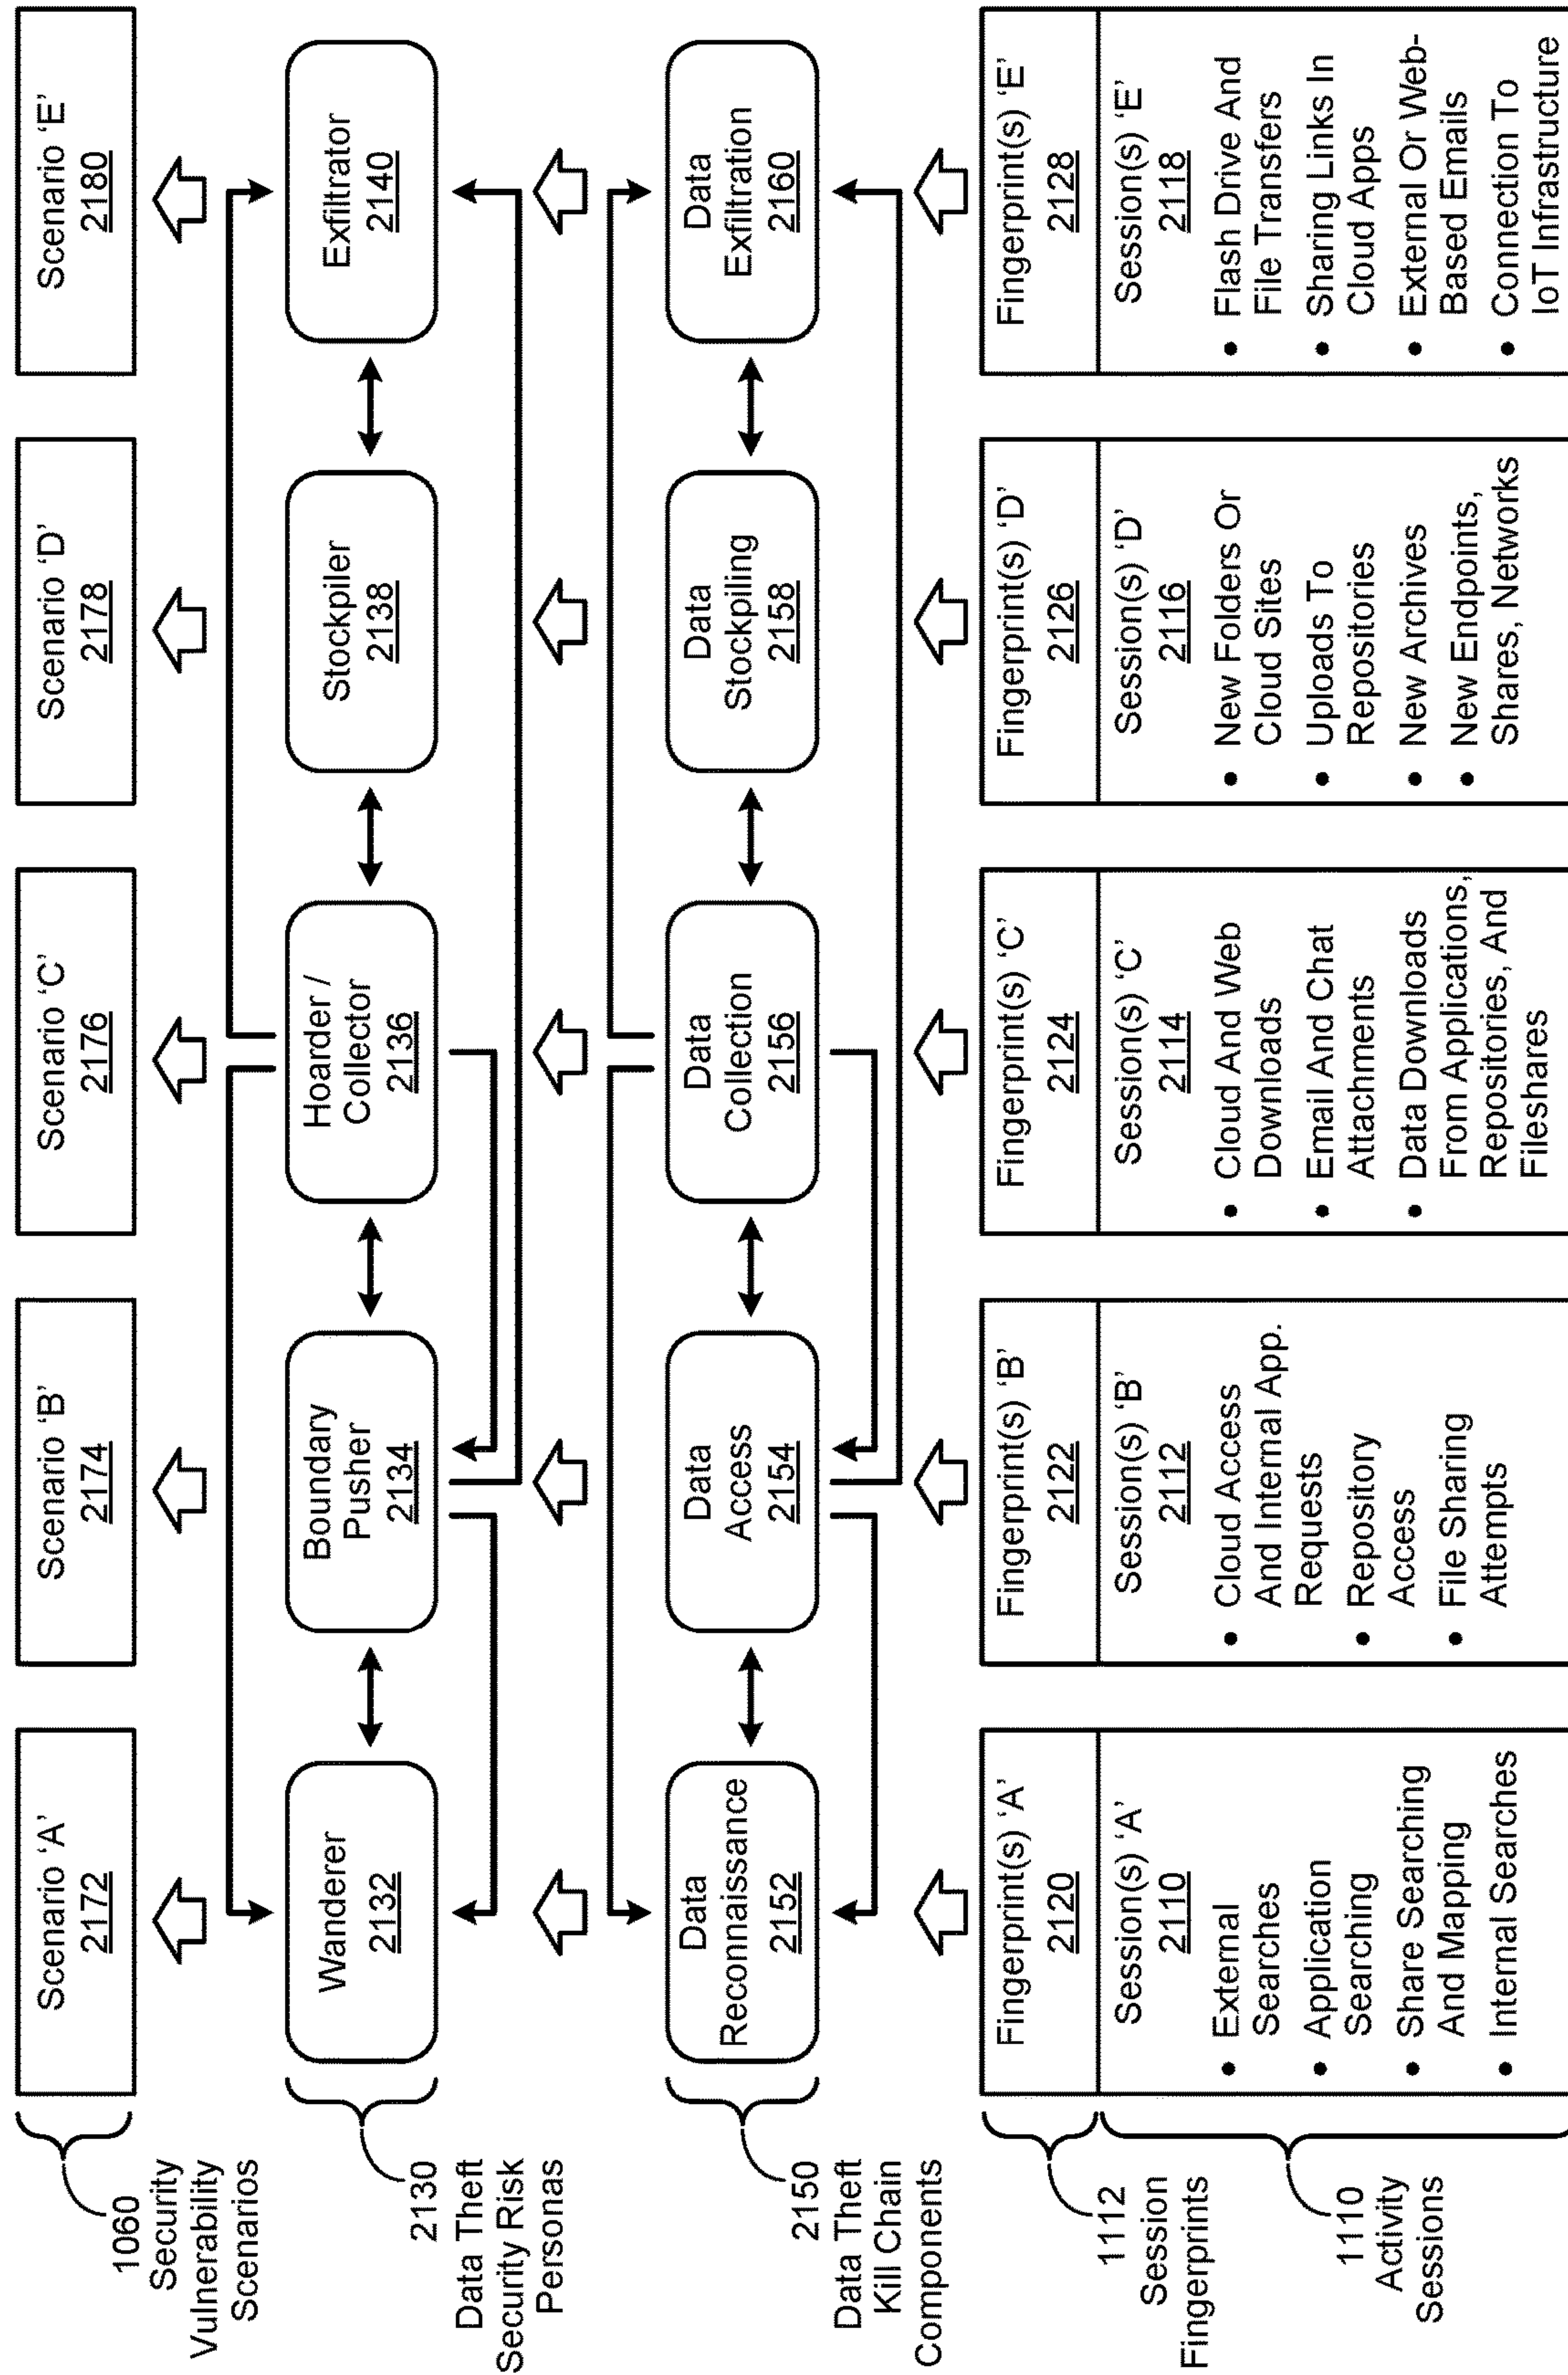 1060
Security
Vulnerability
Scenarios
Scenario ‘A’
2172
Scenario ‘B’
2174
Scenario ‘C’
2176
Scenario ‘D’
2178
Scenario ‘E’
2180
2130
Data Theft
Security Risk
Personas
Wanderer
2132
Boundary
Pusher
2134
Hoarder /
Collector
2136
Stockpiler
2138
Exfiltrator
2140
2150
Data Theft
Kill Chain
Components
Data
Reconnaissance
2152
Data
Access
2154
Data
Collection
2156
Data
Stockpiling
2158
Data
Exfiltration
2160
1112
Session
Fingerprints
Fingerprint(s) ‘A’
2120
Fingerprint(s) ‘B’
2122
Fingerprint(s) ‘C’
2124
Fingerprint(s) ‘D’
2126
Fingerprint(s) ‘E’
2128
1110
Activity
Sessions
Session(s) ‘A’
2110
• External
Searches
• Application
Searching
• Share Searching
And Mapping
• Internal Searches
Session(s) ‘B’
2112
• Cloud Access
And Internal App.
Requests
• Repository
Access
• File Sharing
Attempts
Session(s) ‘C’
2114
• Cloud And Web
Downloads
• Email And Chat
Attachments
• Data Downloads
From Applications,
Repositories, And
Fileshares
Session(s) ‘D’
2116
• New Folders Or
Cloud Sites
• Uploads To
Repositories
• New Archives
• New Endpoints,
Shares, Networks
Session(s) ‘E’
2118
• Flash Drive And
File Transfers
• Sharing Links In
Cloud Apps
• External Or Web-
Based Emails
• Connection To
IoT Infrastructure